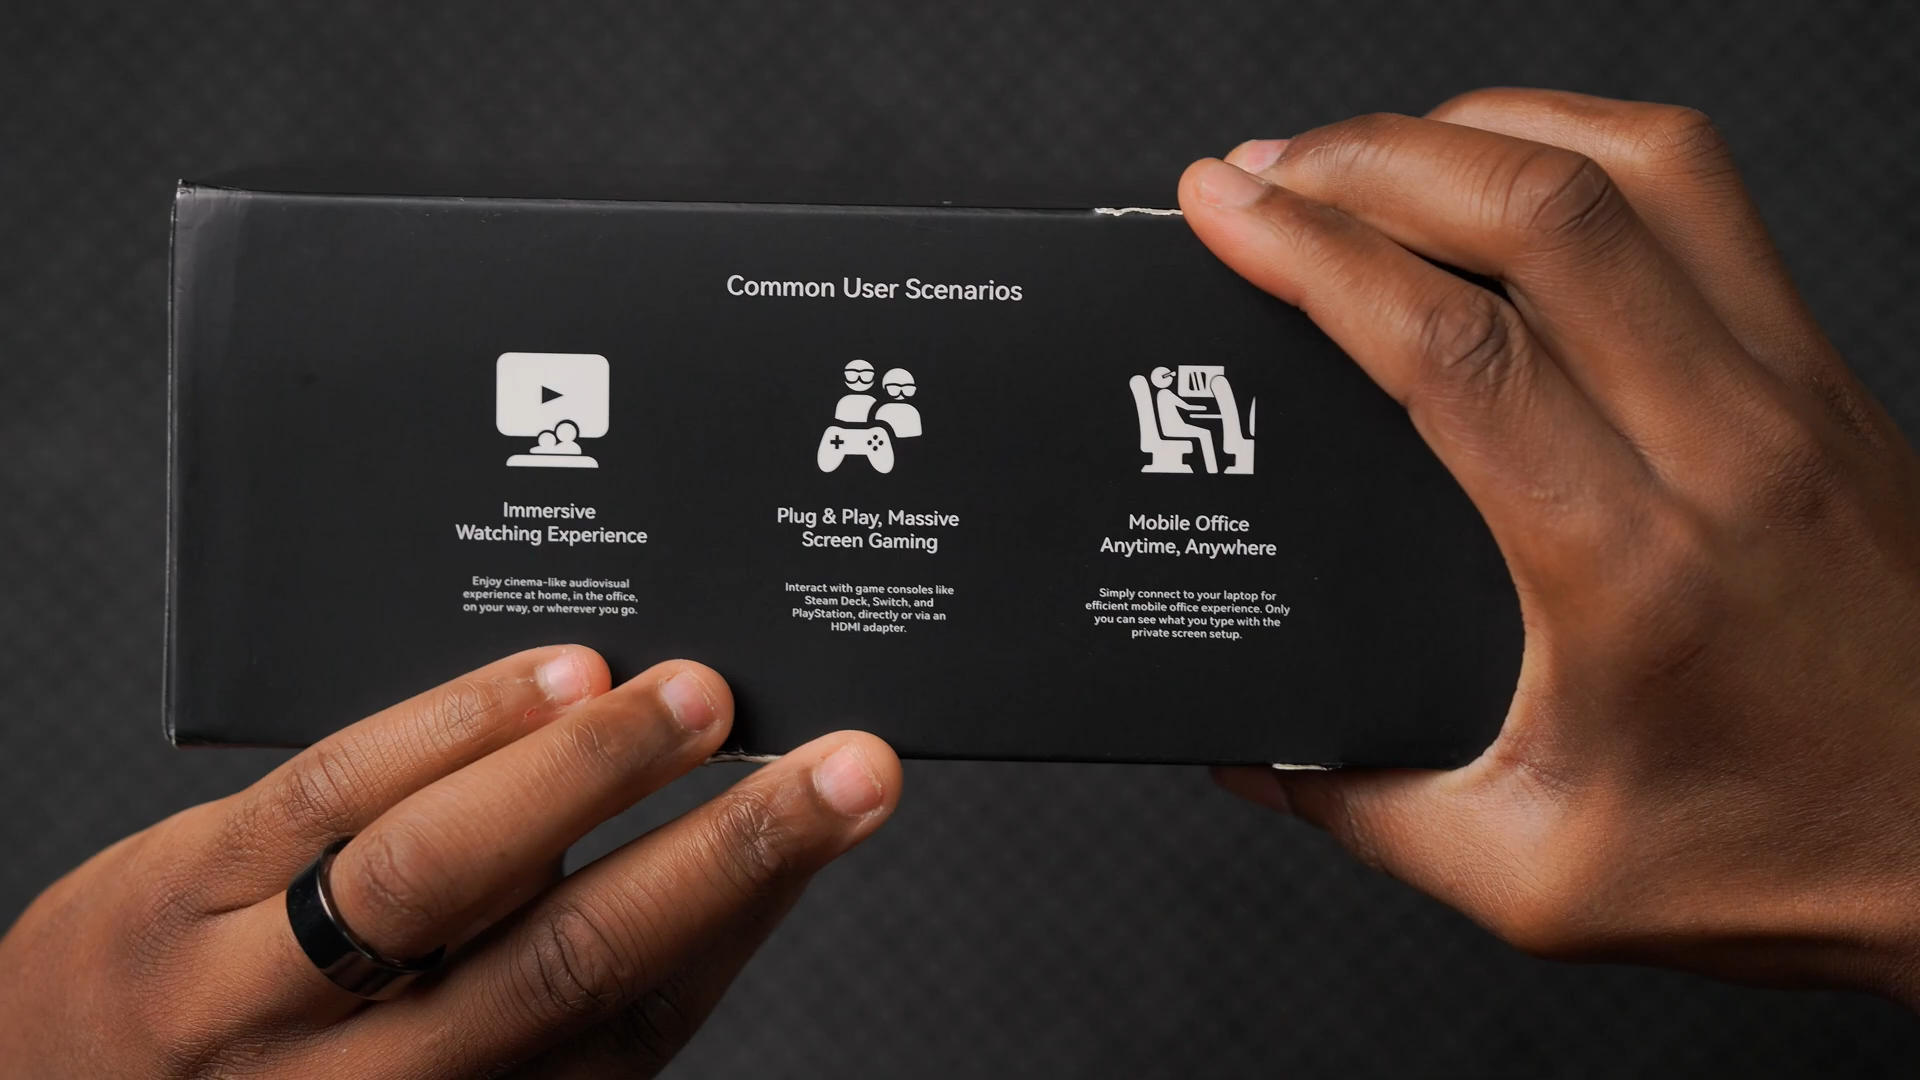 Common User Scenarios
Immersive
Watching Experience
Enjoy cinema-like audiovisual
experience at home, in the office,
on your way, or wherever you go.
Plug & Play, Massive
Screen Gaming
Interact with game consoles like
Steam Deck, Switch, and
PlayStation, directly or via an
HDMI adapter.
Mobile Office
Anytime, Anywhere
Simply connect to your laptop for
efficient mobile office experience. Only
you can see what you type with the
private screen setup.